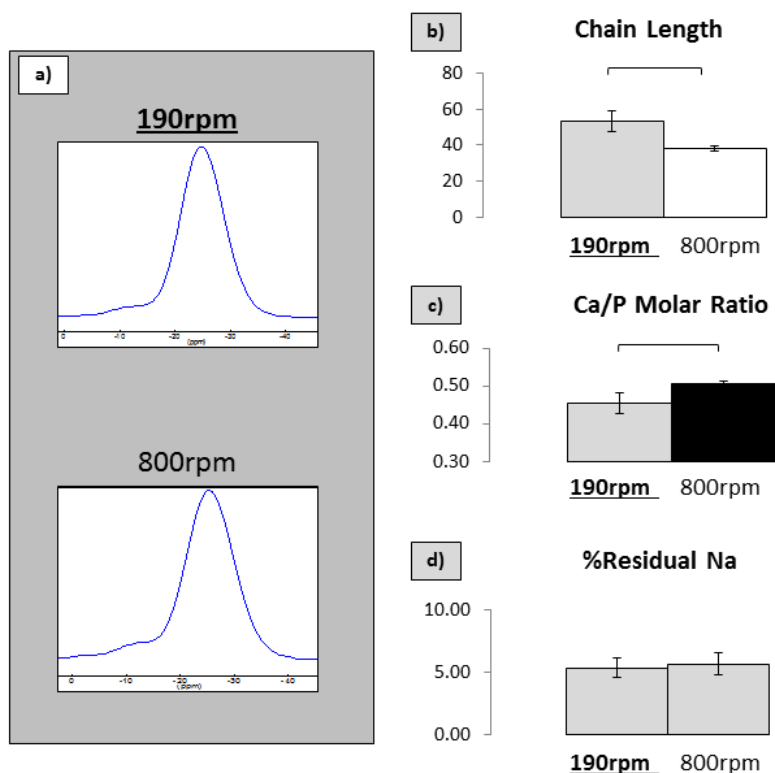 a)
190rpm
0 -10 -20 -30 -40
(ppm)
800rpm
0 -10 -20 -30 -40
(ppm)
b) Chain Length
80
60
40
20
0
190rpm 800rpm
c) Ca/P Molar Ratio
0.60
0.50
0.40
0.30
190rpm 800rpm
d) %Residual Na
10.00
5.00
0.00
190rpm 800rpm